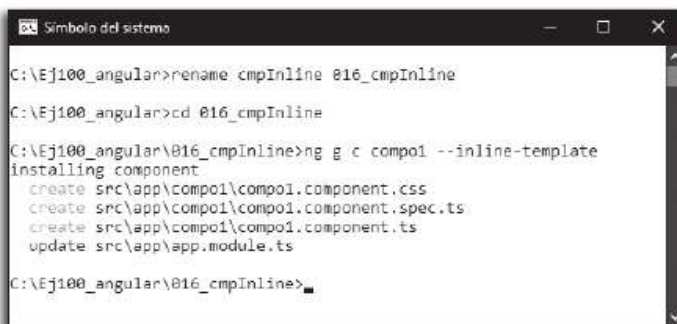 Símbolo del sistema
C:\Ej100_angular>rename cmpInline 016_cmpInline
C:\Ej100_angular>cd 016_cmpInline
C:\Ej100_angular\016_cmpInline>ng g c compo1 --inline-template
installing component
create src\app\compo1\compo1.component.css
create src\app\compo1\compo1.component.spec.ts
create src\app\compo1\compo1.component.ts
update src\app\app.module.ts
C:\Ej100_angular\016_cmpInline>